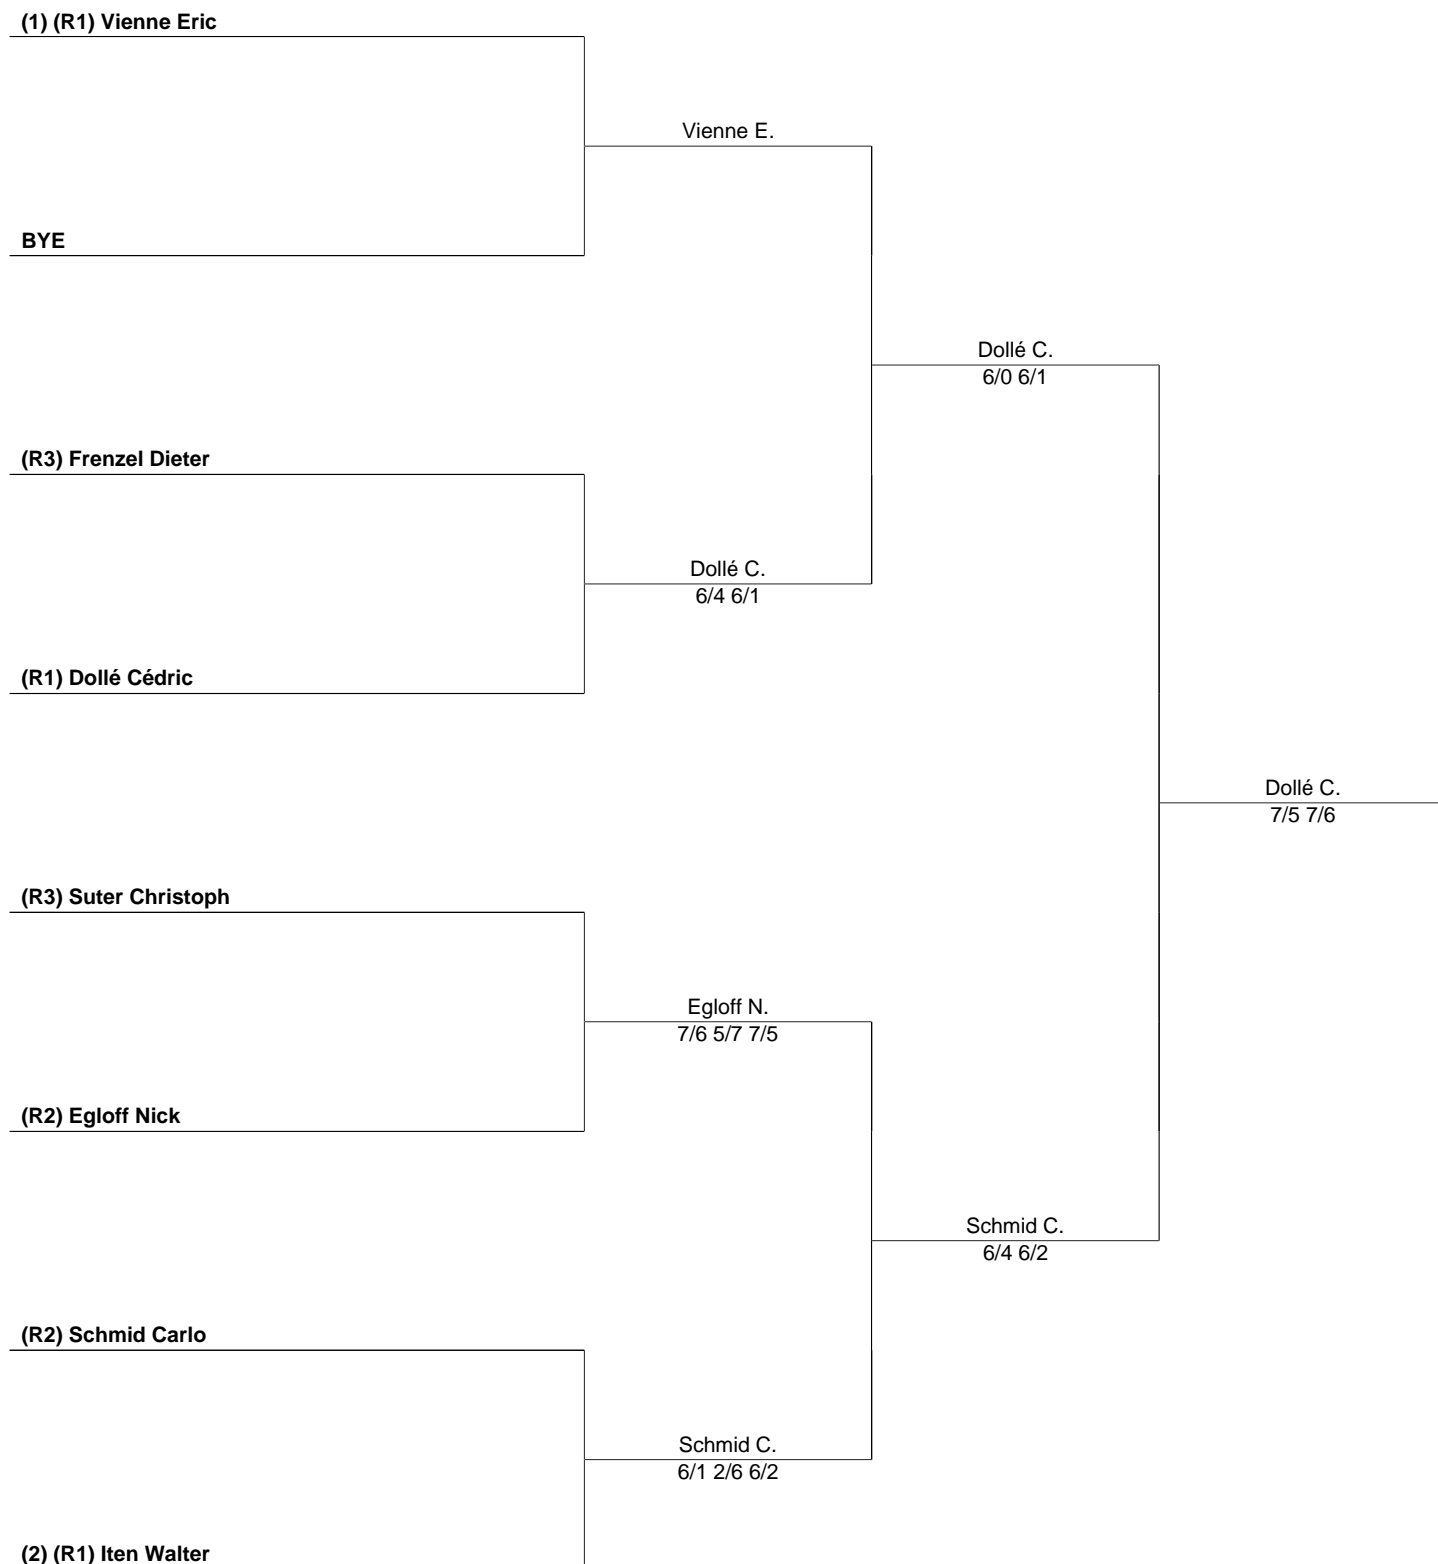 (1) (R1) Vienne Eric
Vienne E.
BYE
Dollé C.
6/0 6/1
(R3) Frenzel Dieter
Dollé C.
6/4 6/1
(R1) Dollé Cédric
Dollé C.
7/5 7/6
(R3) Suter Christoph
Egloff N.
7/6 5/7 7/5
(R2) Egloff Nick
Schmid C.
6/4 6/2
(R2) Schmid Carlo
Schmid C.
6/1 2/6 6/2
(2) (R1) Iten Walter